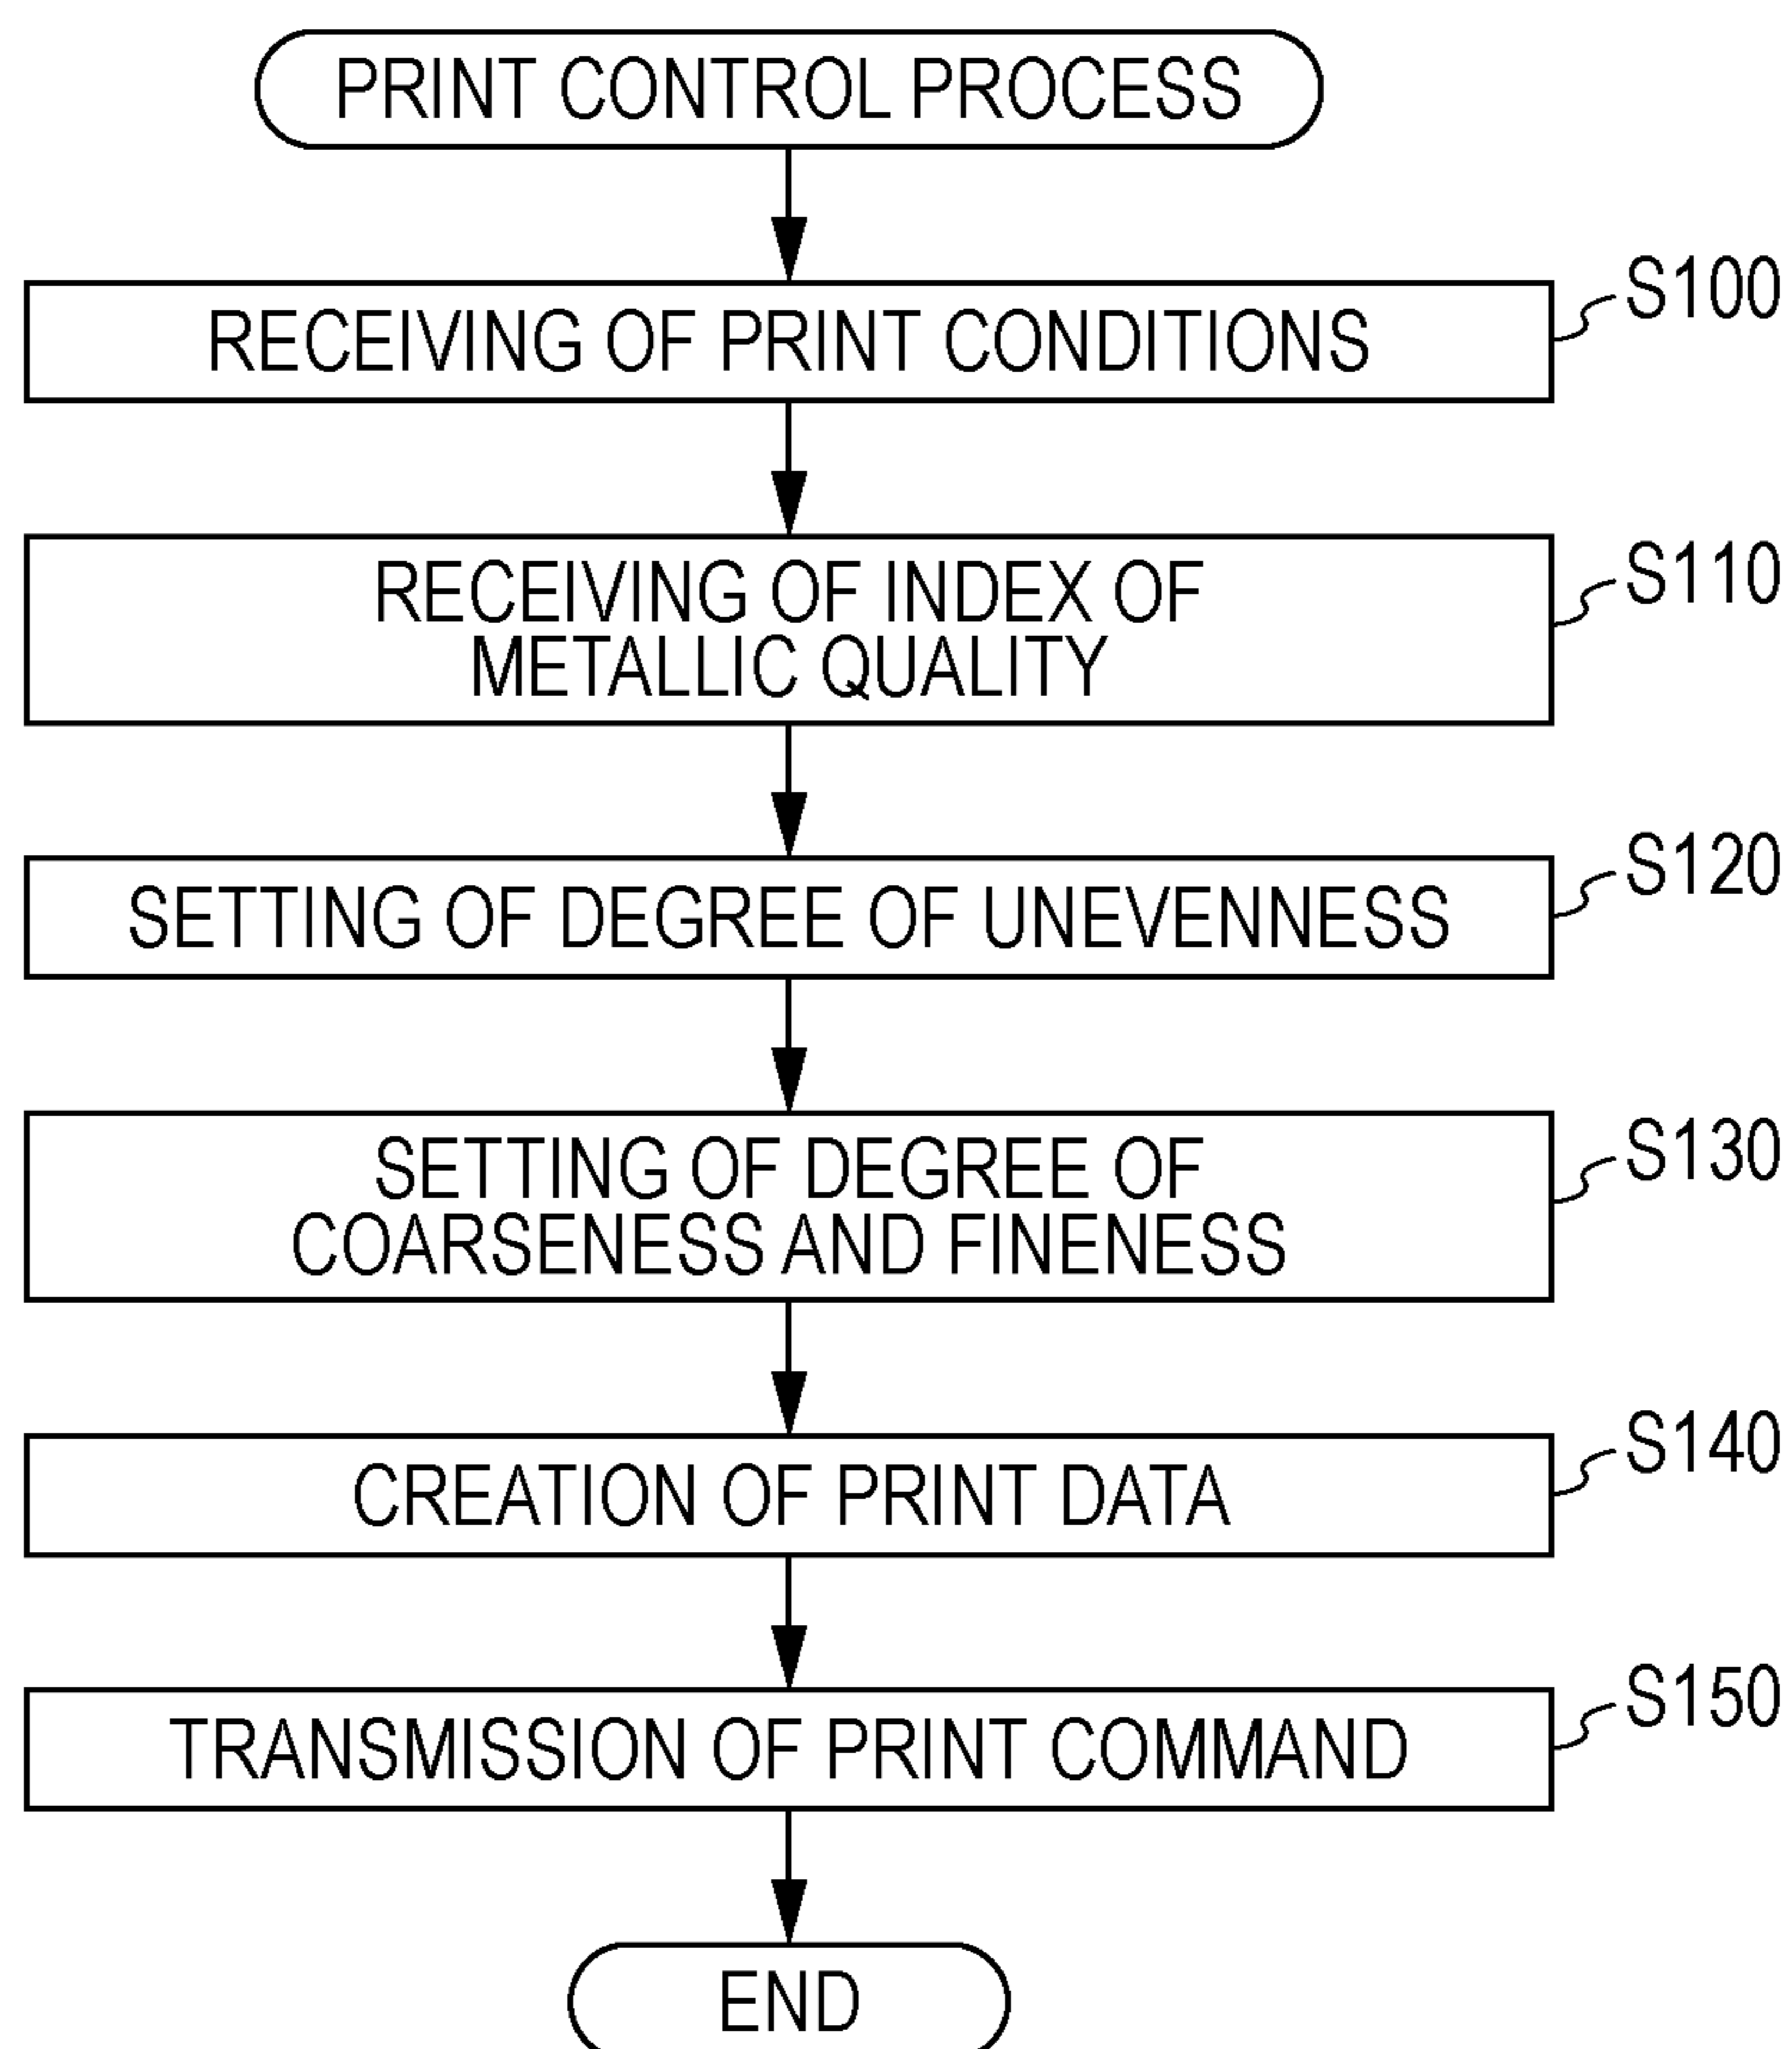 PRINT CONTROL PROCESS
RECEIVING OF PRINT CONDITIONS
S100
RECEIVING OF INDEX OF
METALLIC QUALITY
S110
SETTING OF DEGREE OF UNEVENNESS
S120
SETTING OF DEGREE OF
COARSENESS AND FINENESS
S130
CREATION OF PRINT DATA
S140
TRANSMISSION OF PRINT COMMAND
S150
END